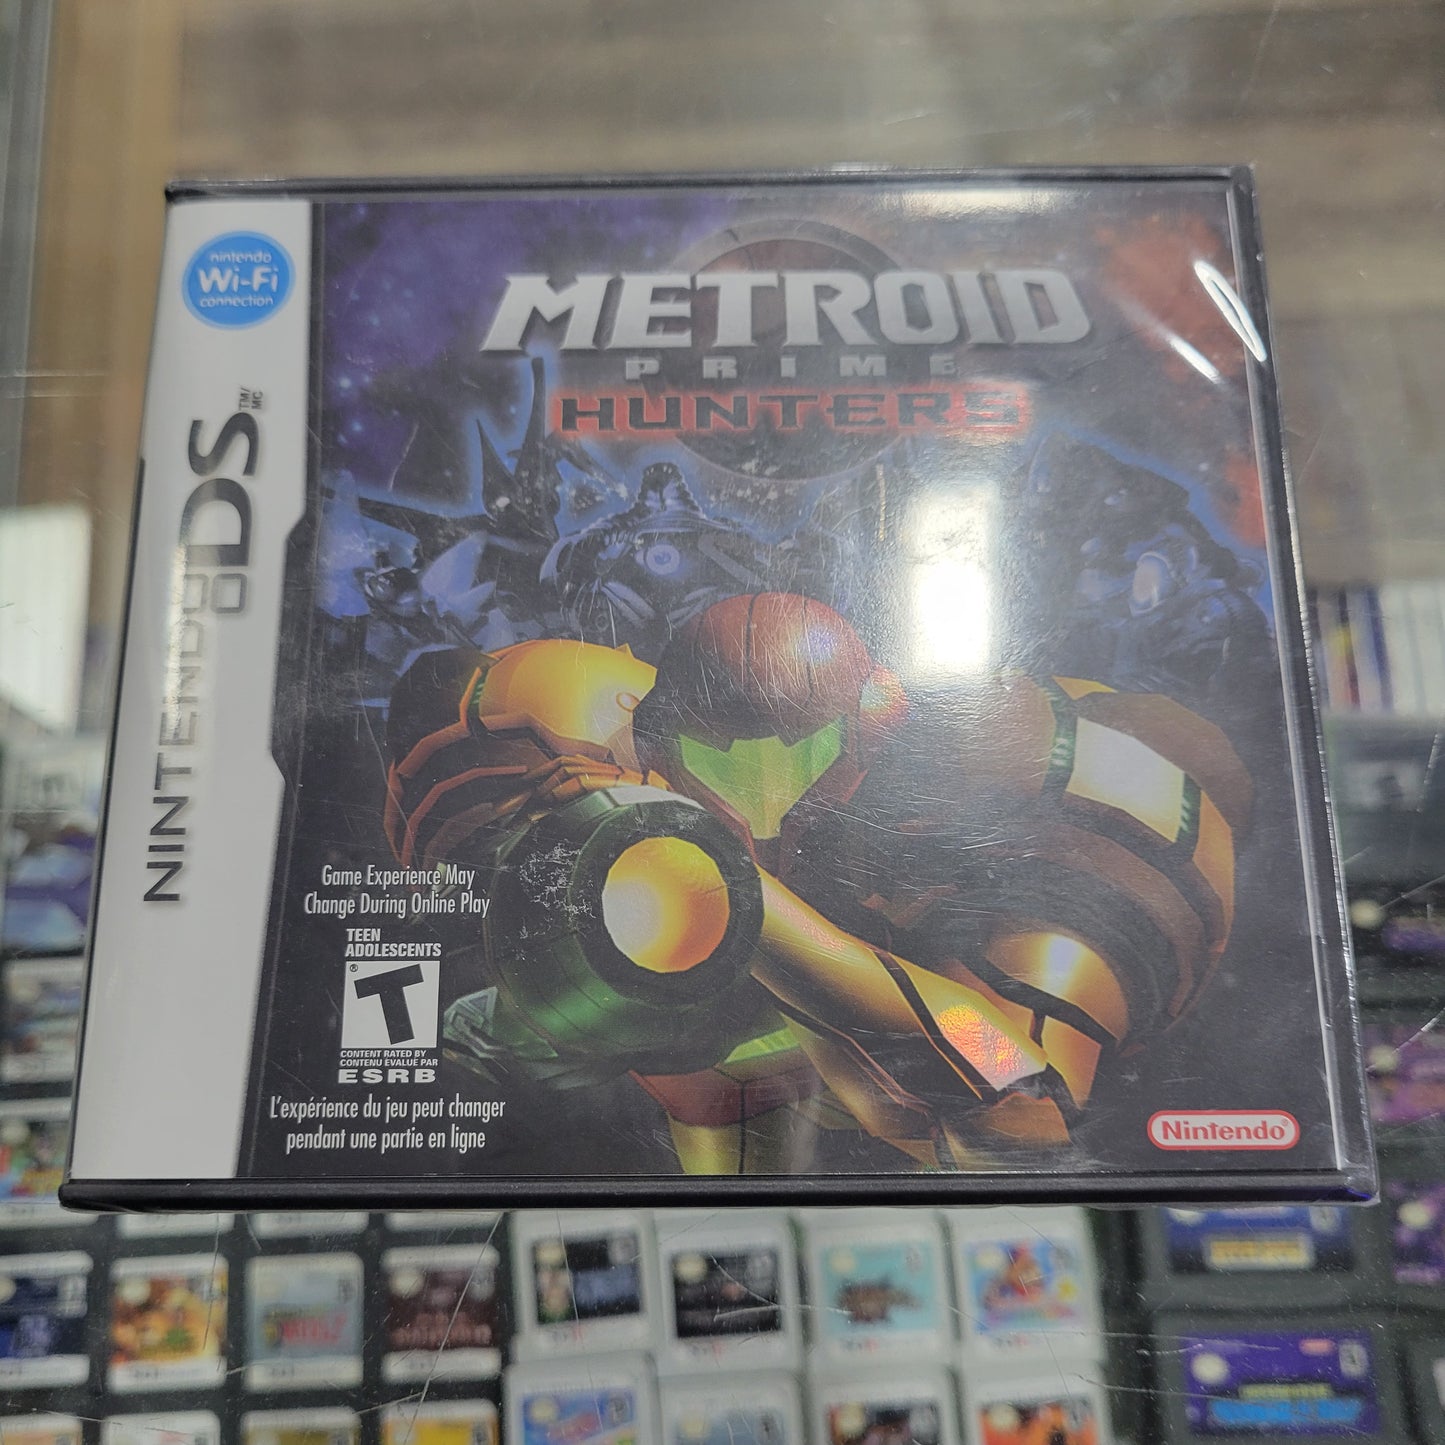 nintendo
Wi-Fi
connection
NINTENDO DS TM/MC
METROID
PRIME
HUNTERS
Game Experience May
Change During Online Play
TEEN
ADOLESCENTS
T
®
CONTENT RATED BY
CONTENU EVALUE PAR
ESRB
L'expérience du jeu peut changer
pendant une partie en ligne
Nintendo®